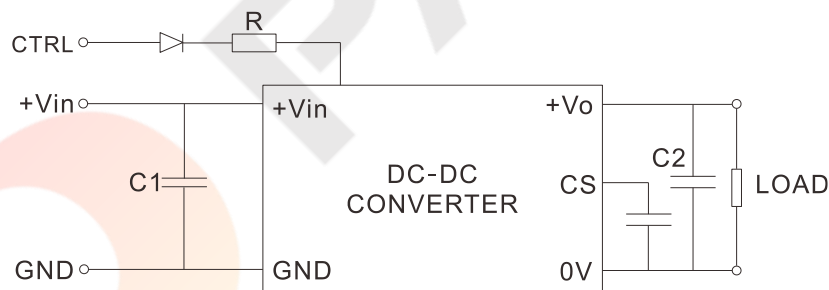 R
CTRL
+Vin
+Vin
+Vo
C1
DC-DC
CONVERTER
CS
C2
LOAD
GND
GND
0V